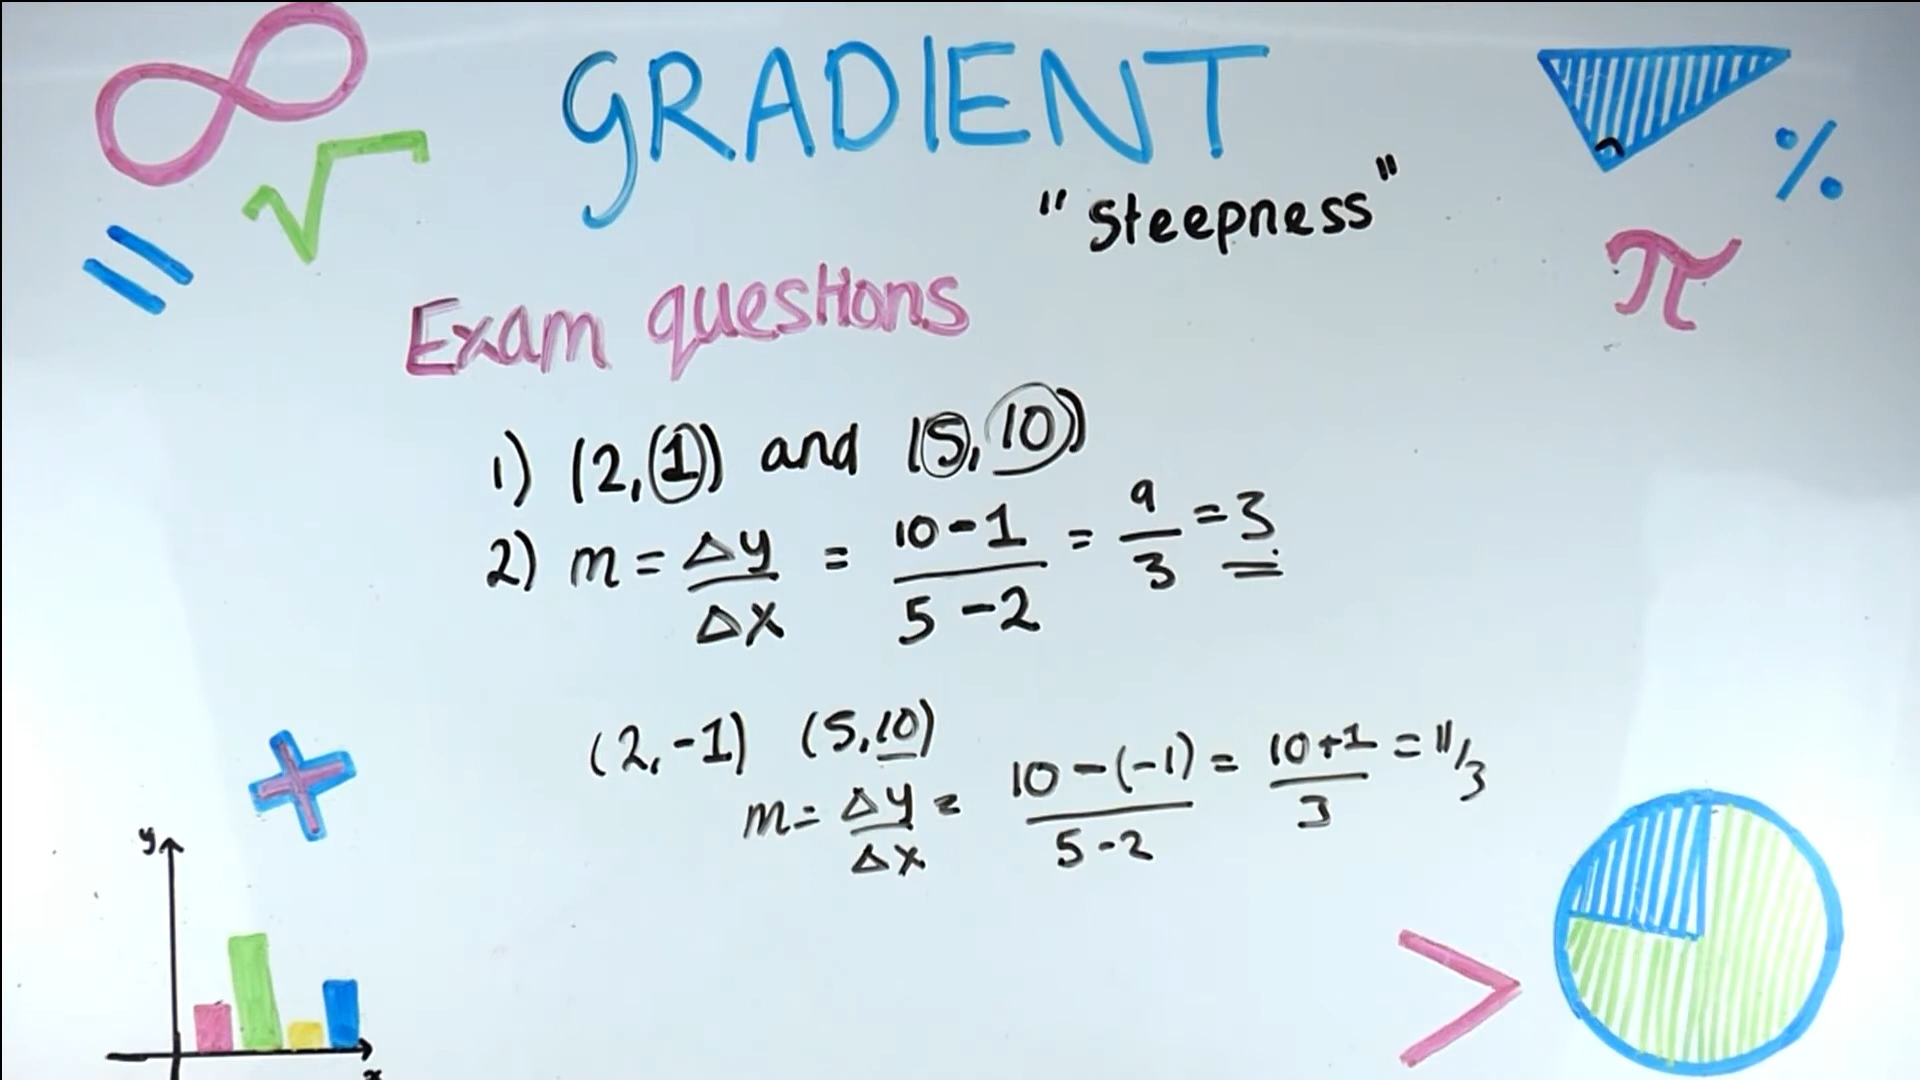 GRADIENT
"steepness"
Exam questions
1) (2,1) and (5,10)
2) m = Δy/Δx = 10-1/5-2 = 9/3 = 3
(2,-1) (5,10)
m = Δy/Δx = 10-(-1)/5-2 = 10+1/3 = 11/3
√
=
%
π
∞
+
y
x
>